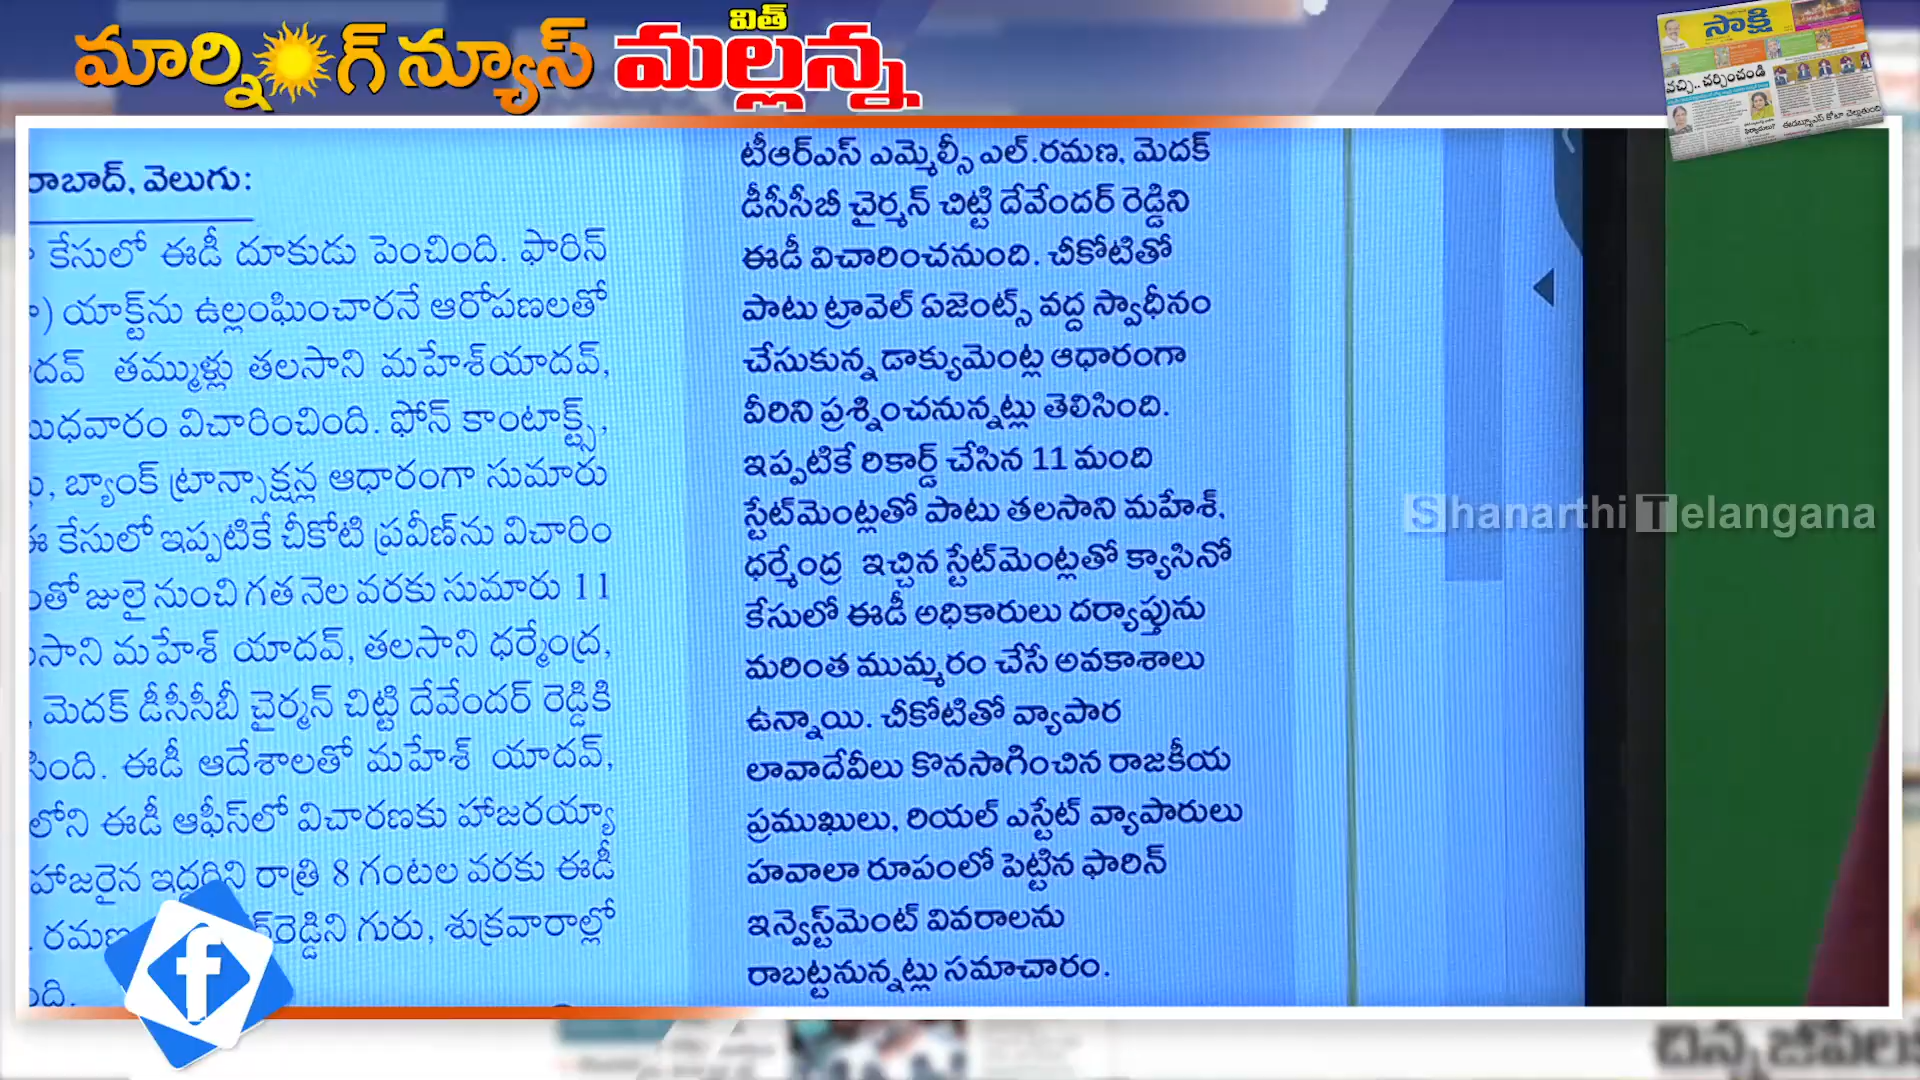 మార్నింగ్ న్యూస్ విత్ మల్లన్న
సాక్షి
వచ్చి.. చర్చించండి
రాబాద్, వెలుగు:
కేసులో ఈడీ దూకుడు పెంచింది. ఫారిన్
) యాక్ట్‌ను ఉల్లంఘించారనే ఆరోపణలతో
దవ్ తమ్ముళ్లు తలసాని మహేశ్‌యాదవ్,
బుధవారం విచారించింది. ఫోన్ కాంటాక్ట్స్,
, బ్యాంక్ ట్రాన్సాక్షన్ల ఆధారంగా సుమారు
ఈ కేసులో ఇప్పటికే చీకోటి ప్రవీణ్‌ను విచారిం
తో జులై నుంచి గత నెల వరకు సుమారు 11
సాని మహేశ్ యాదవ్, తలసాని ధర్మేంద్ర,
, మెదక్ డీసీసీబీ చైర్మన్ చిట్టి దేవేందర్ రెడ్డికి
సింది. ఈడీ ఆదేశాలతో మహేశ్ యాదవ్,
లోని ఈడీ ఆఫీస్‌లో విచారణకు హాజరయ్యా
హాజరైన ఇద్దరిని రాత్రి 8 గంటల వరకు ఈడీ
. రమణ ర్‌రెడ్డిని గురు, శుక్రవారాల్లో
ంది.
టీఆర్ఎస్ ఎమ్మెల్సీ ఎల్.రమణ, మెదక్
డీసీసీబీ చైర్మన్ చిట్టి దేవేందర్ రెడ్డిని
ఈడీ విచారించనుంది. చీకోటితో
పాటు ట్రావెల్ ఏజెంట్స్ వద్ద స్వాధీనం
చేసుకున్న డాక్యుమెంట్ల ఆధారంగా
వీరిని ప్రశ్నించనున్నట్లు తెలిసింది.
ఇప్పటికే రికార్డ్ చేసిన 11 మంది
స్టేట్‌మెంట్లతో పాటు తలసాని మహేశ్,
ధర్మేంద్ర ఇచ్చిన స్టేట్‌మెంట్లతో క్యాసినో
కేసులో ఈడీ అధికారులు దర్యాప్తును
మరింత ముమ్మరం చేసే అవకాశాలు
ఉన్నాయి. చీకోటితో వ్యాపార
లావాదేవీలు కొనసాగించిన రాజకీయ
ప్రముఖులు, రియల్ ఎస్టేట్ వ్యాపారులు
హవాలా రూపంలో పెట్టిన ఫారిన్
ఇన్వెస్ట్‌మెంట్ వివరాలను
రాబట్టనున్నట్లు సమాచారం.
Shanarthi Telangana